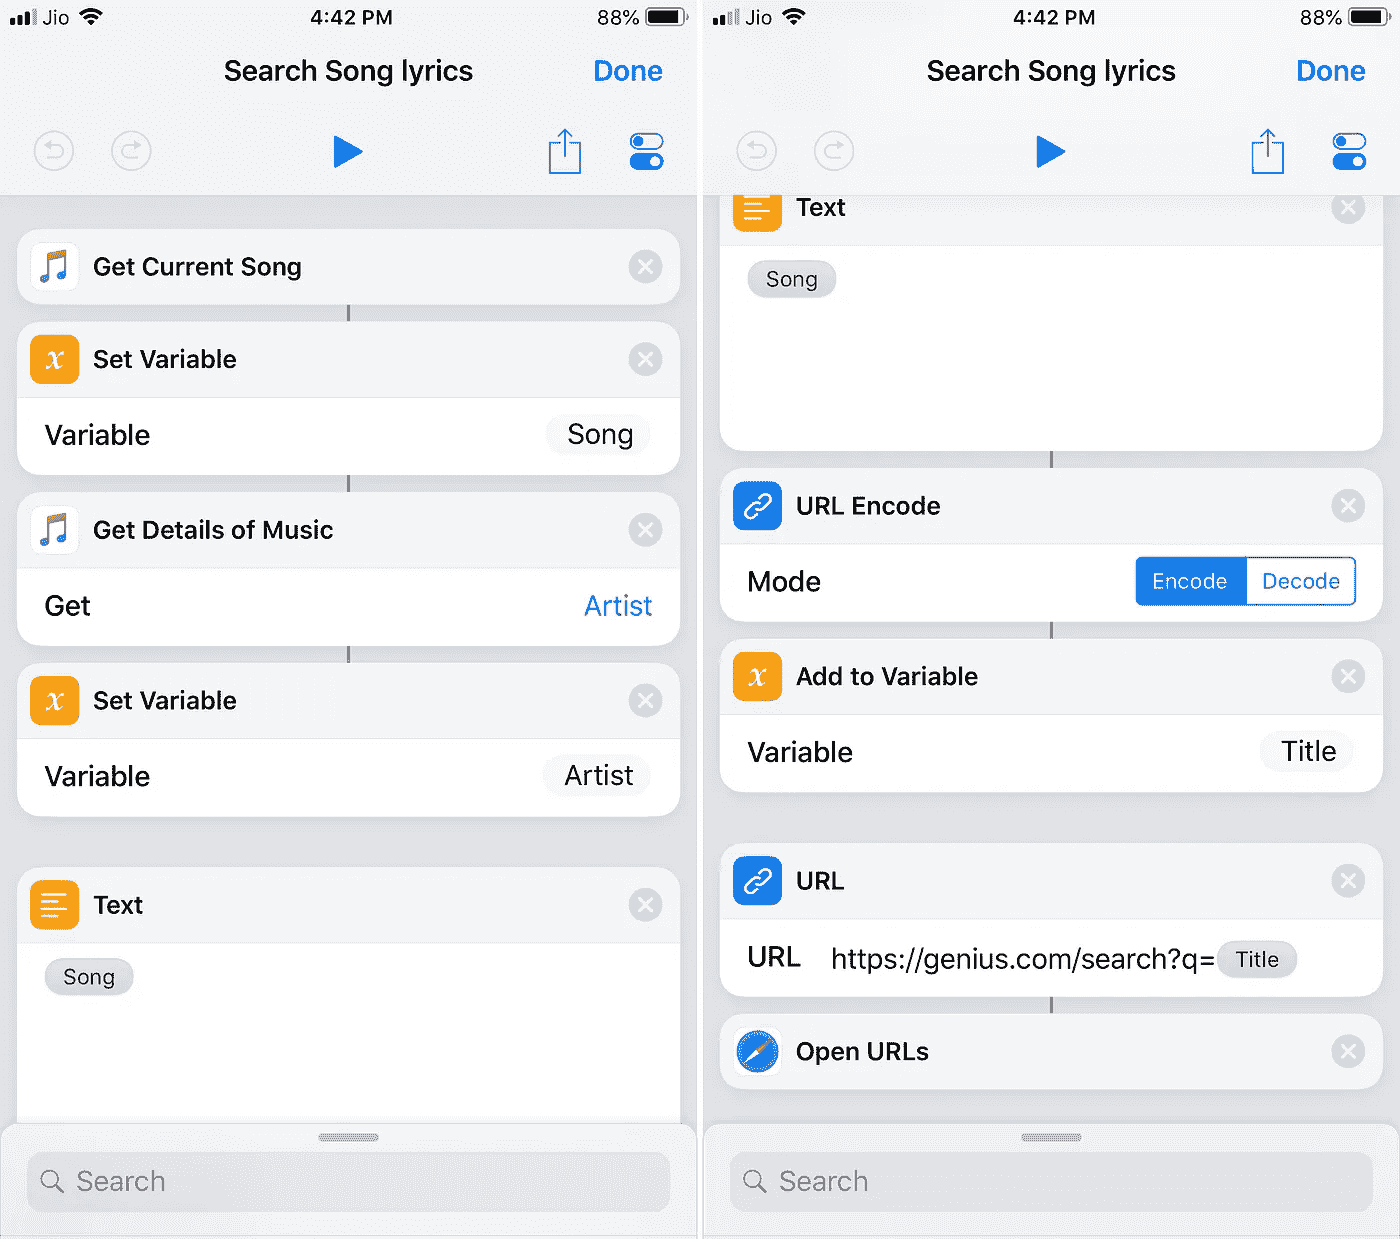 Jio 4:42 PM 88%
Search Song lyrics Done
Get Current Song
x Set Variable
Variable Song
Get Details of Music
Get Artist
x Set Variable
Variable Artist
Text
Song
Search
Jio 4:42 PM 88%
Search Song lyrics Done
Text
Song
URL Encode
Mode Encode Decode
x Add to Variable
Variable Title
URL
URL https://genius.com/search?q= Title
Open URLs
Search